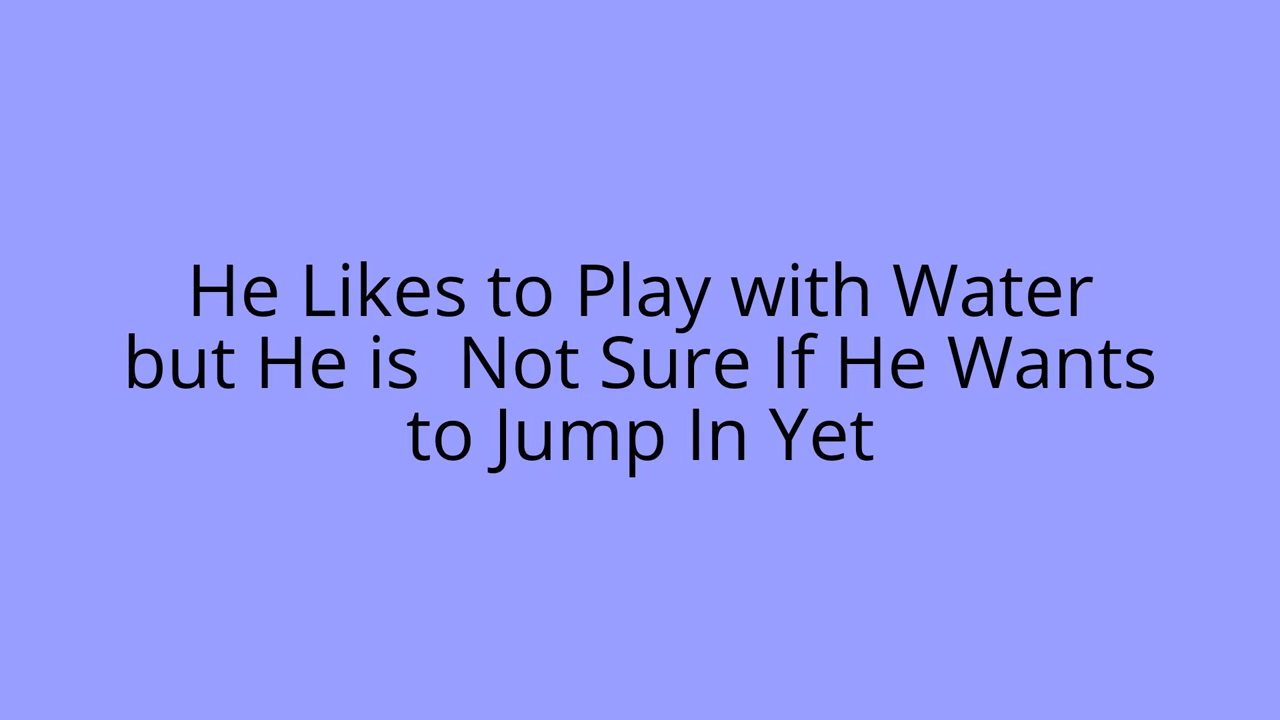 He Likes to Play with Water
but He is  Not Sure If He Wants
to Jump In Yet